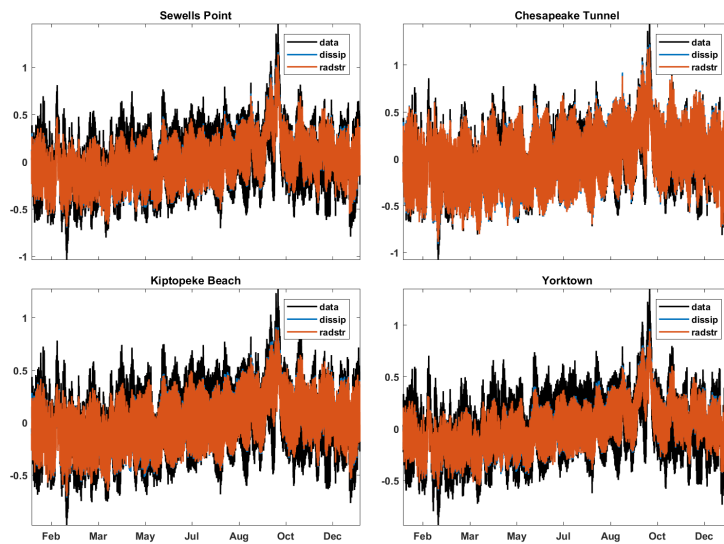 Sewells Point
data
dissip
radstr
1
0.5
0
-0.5
-1
Chesapeake Tunnel
data
dissip
radstr
1
0.5
0
-0.5
-1
Kiptopeke Beach
data
dissip
radstr
1
0.5
0
-0.5
Feb Mar May Jul Aug Oct Dec
Yorktown
data
dissip
radstr
1
0.5
0
-0.5
Feb Mar May Jul Aug Oct Dec